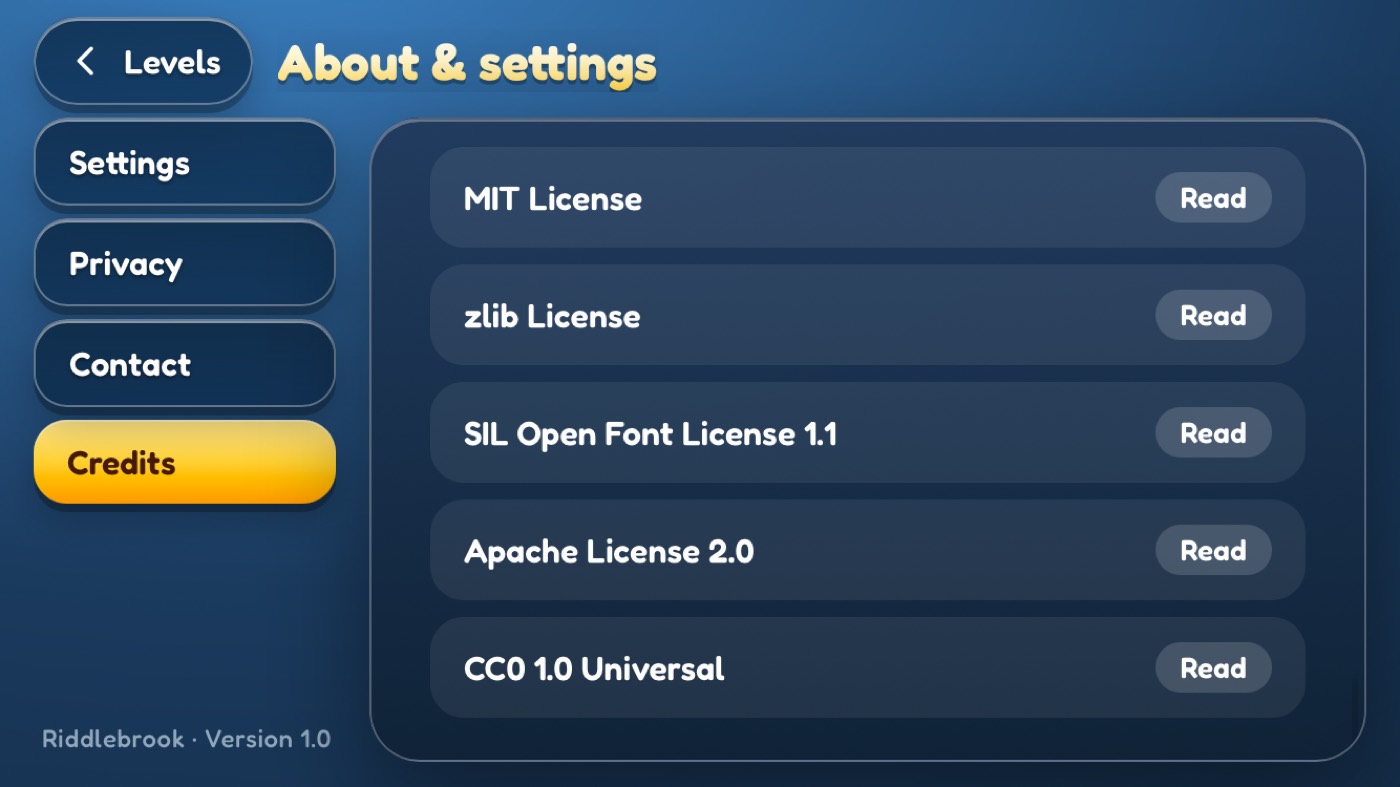 Levels
About & settings
Settings
Privacy
Contact
Credits
Riddlebrook · Version 1.0
MIT License
Read
zlib License
Read
SIL Open Font License 1.1
Read
Apache License 2.0
Read
CC0 1.0 Universal
Read